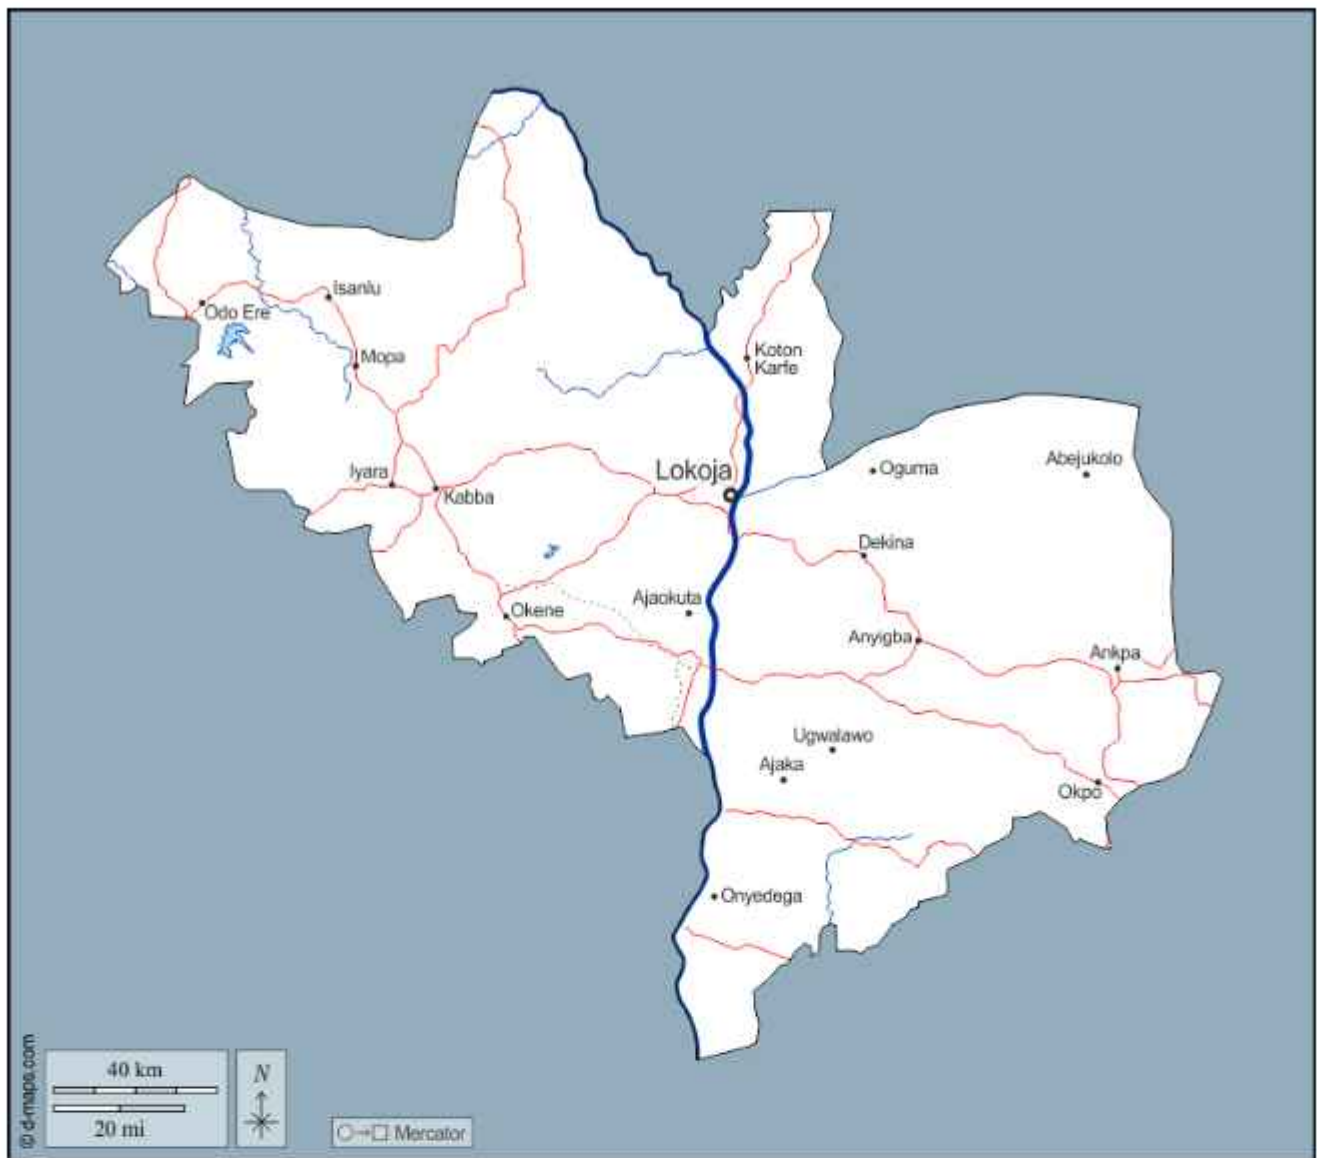 Isanlu
Odo Ere
Mopa
Koton
Karfe
Iyara
Kabba
Lokoja
Oguma
Abejukolo
Dekina
Okene
Ajaokuta
Anyigba
Ankpa
Ugwalawo
Ajaka
Okpo
Onyedega
© d-maps.com
40 km
20 mi
N
Mercator